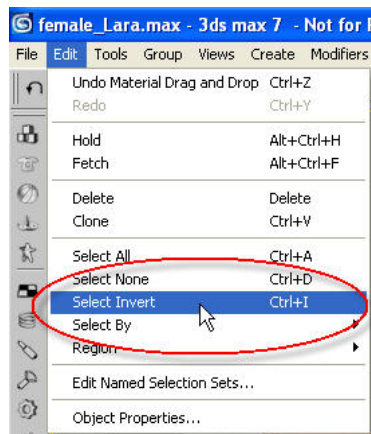 female_Lara.max - 3ds max 7 - Not for
File Edit Tools Group Views Create Modifiers
Undo Material Drag and Drop Ctrl+Z
Redo Ctrl+Y
Hold Alt+Ctrl+H
Fetch Alt+Ctrl+F
Delete Delete
Clone Ctrl+V
Select All Ctrl+A
Select None Ctrl+D
Select Invert Ctrl+I
Select By
Region
Edit Named Selection Sets...
Object Properties...